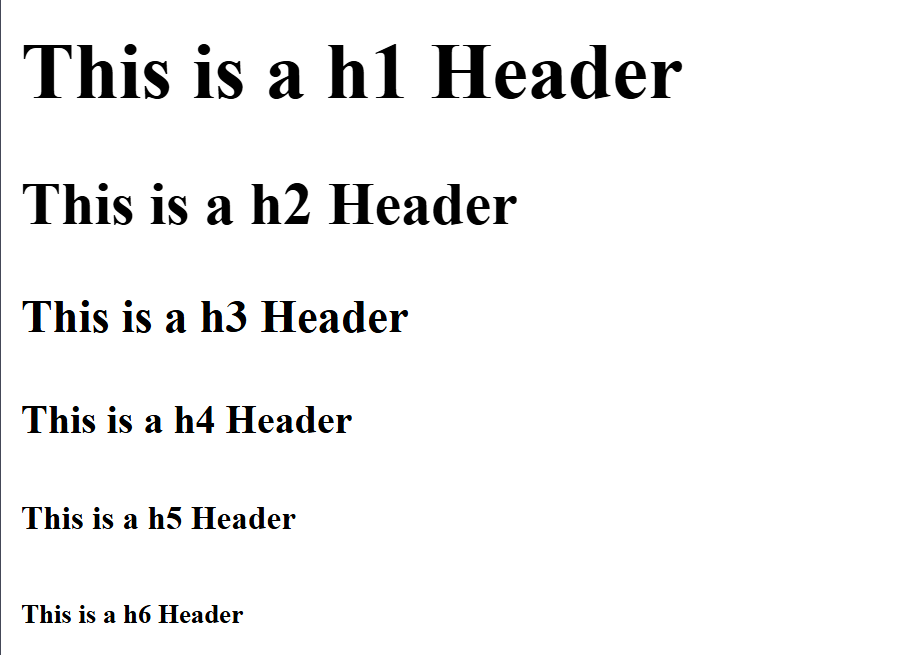 This is a h1 Header
This is a h2 Header
This is a h3 Header
This is a h4 Header
This is a h5 Header
This is a h6 Header